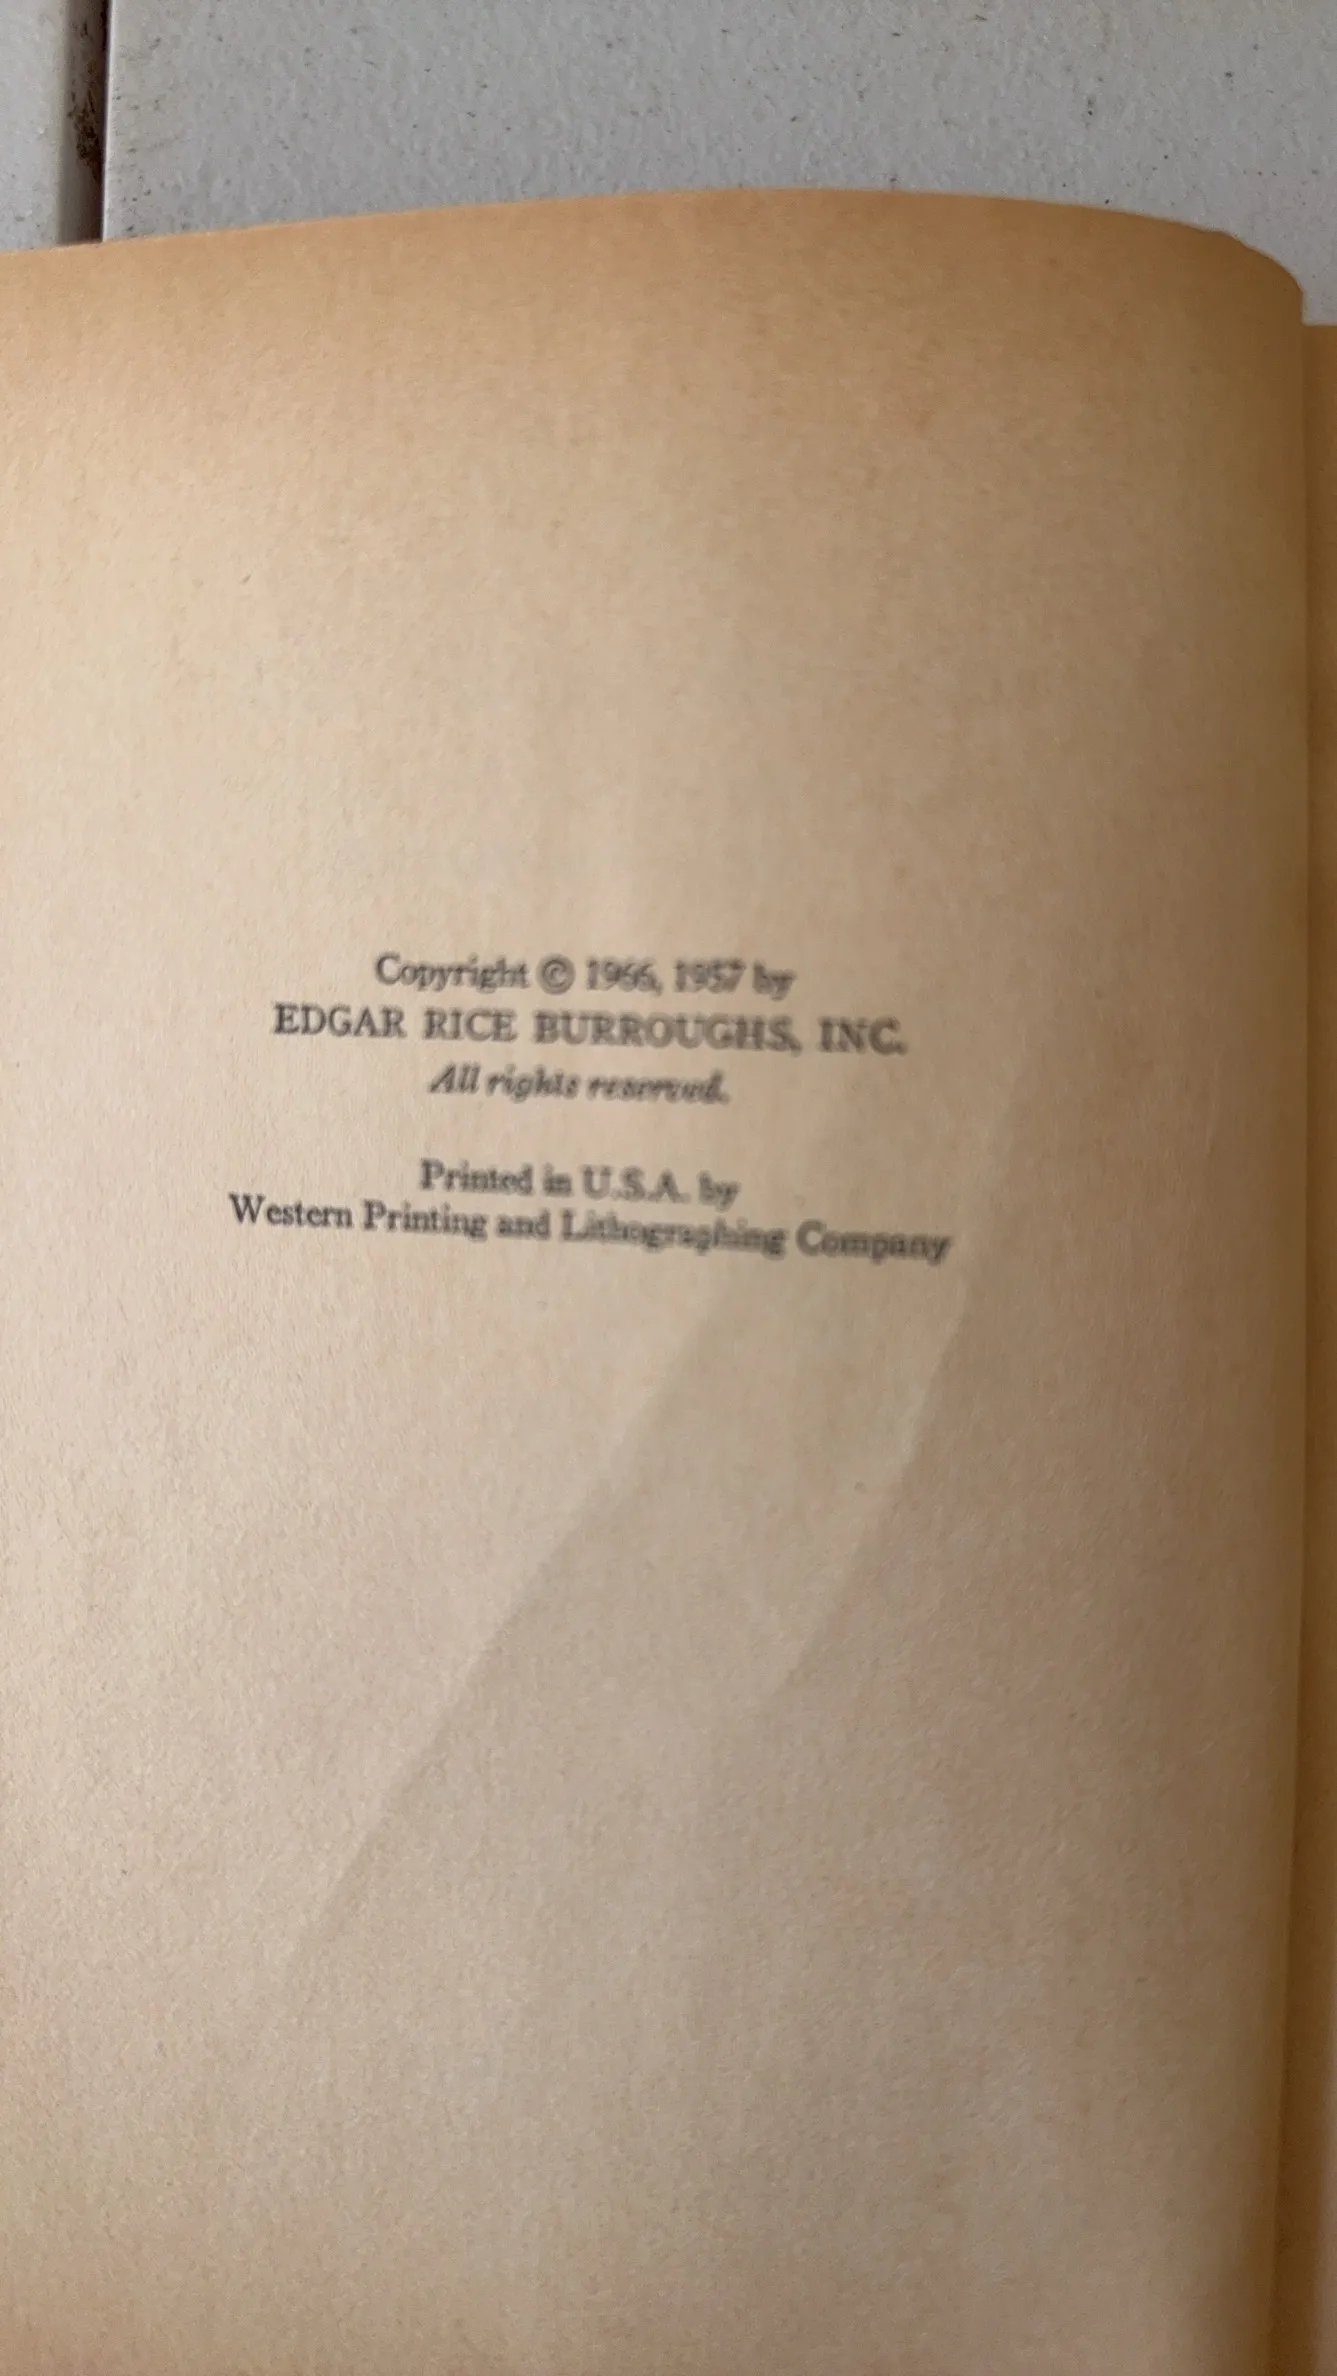 Copyright © 1966, 1957 by
EDGAR RICE BURROUGHS, INC.
All rights reserved.
Printed in U.S.A. by
Western Printing and Lithographing Company